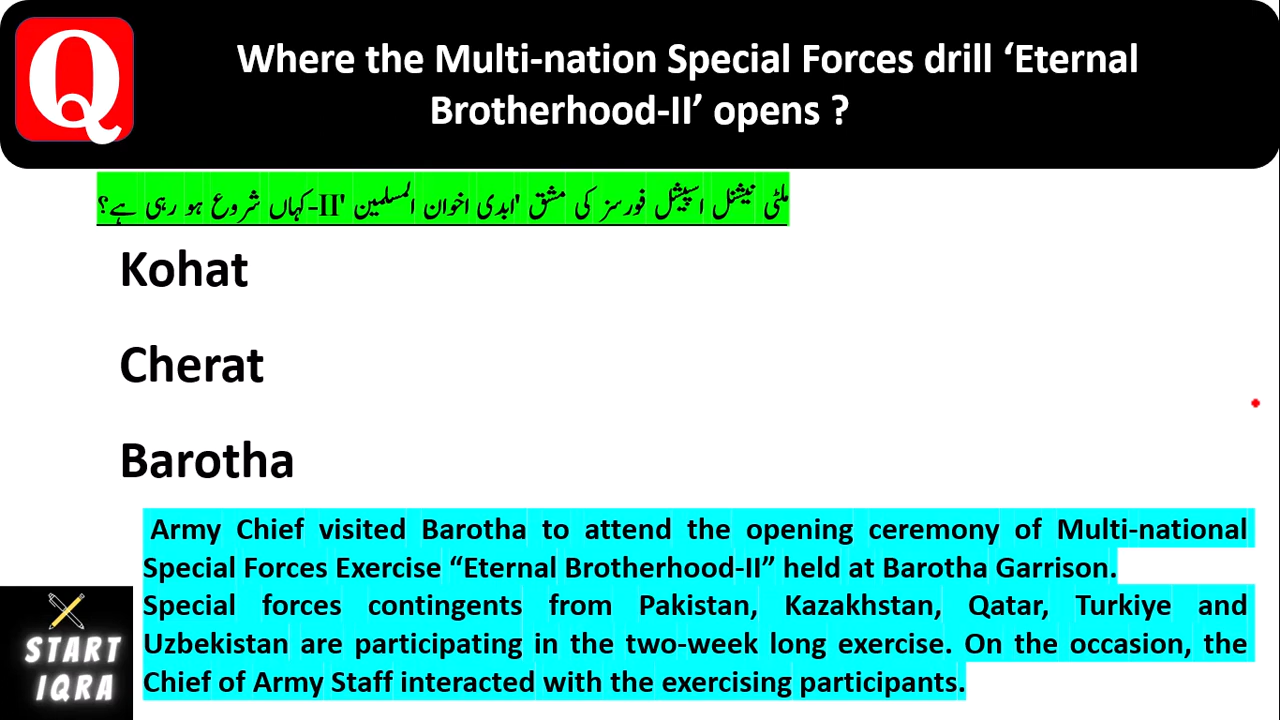 Q
Where the Multi-nation Special Forces drill ‘Eternal
Brotherhood-II’ opens ?
ملٹی نیشنل اسپیشل فورسز کی مشق 'ابدی اخوان المسلمین II'-کہاں شروع ہو رہی ہے؟
Kohat
Cherat
Barotha
Army Chief visited Barotha to attend the opening ceremony of Multi-national
Special Forces Exercise “Eternal Brotherhood-II” held at Barotha Garrison.
Special forces contingents from Pakistan, Kazakhstan, Qatar, Turkiye and
Uzbekistan are participating in the two-week long exercise. On the occasion, the
Chief of Army Staff interacted with the exercising participants.
START
IQRA